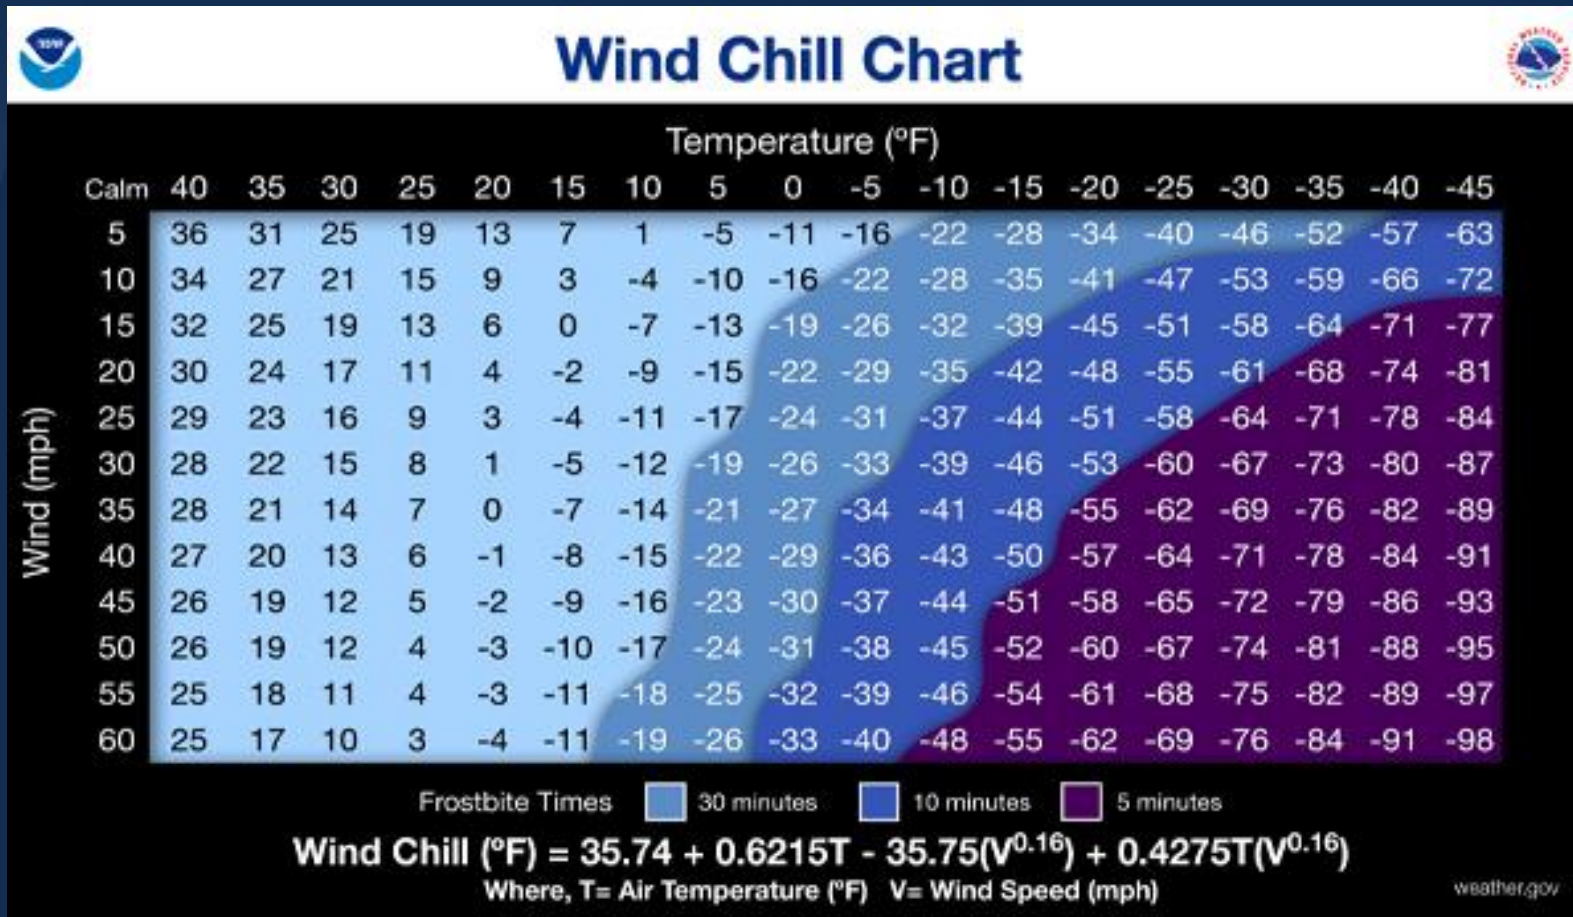 Wind Chill Chart
Temperature (ºF)
Calm 40 35 30 25 20 15 10 5 0 -5 -10 -15 -20 -25 -30 -35 -40 -45
Wind (mph)
5 36 31 25 19 13 7 1 -5 -11 -16 -22 -28 -34 -40 -46 -52 -57 -63
10 34 27 21 15 9 3 -4 -10 -16 -22 -28 -35 -41 -47 -53 -59 -66 -72
15 32 25 19 13 6 0 -7 -13 -19 -26 -32 -39 -45 -51 -58 -64 -71 -77
20 30 24 17 11 4 -2 -9 -15 -22 -29 -35 -42 -48 -55 -61 -68 -74 -81
25 29 23 16 9 3 -4 -11 -17 -24 -31 -37 -44 -51 -58 -64 -71 -78 -84
30 28 22 15 8 1 -5 -12 -19 -26 -33 -39 -46 -53 -60 -67 -73 -80 -87
35 28 21 14 7 0 -7 -14 -21 -27 -34 -41 -48 -55 -62 -69 -76 -82 -89
40 27 20 13 6 -1 -8 -15 -22 -29 -36 -43 -50 -57 -64 -71 -78 -84 -91
45 26 19 12 5 -2 -9 -16 -23 -30 -37 -44 -51 -58 -65 -72 -79 -86 -93
50 26 19 12 4 -3 -10 -17 -24 -31 -38 -45 -52 -60 -67 -74 -81 -88 -95
55 25 18 11 4 -3 -11 -18 -25 -32 -39 -46 -54 -61 -68 -75 -82 -89 -97
60 25 17 10 3 -4 -11 -19 -26 -33 -40 -48 -55 -62 -69 -76 -84 -91 -98
Frostbite Times 30 minutes 10 minutes 5 minutes
Wind Chill (ºF) = 35.74 + 0.6215T - 35.75(V^0.16) + 0.4275T(V^0.16)
Where, T= Air Temperature (ºF) V= Wind Speed (mph)
weather.gov